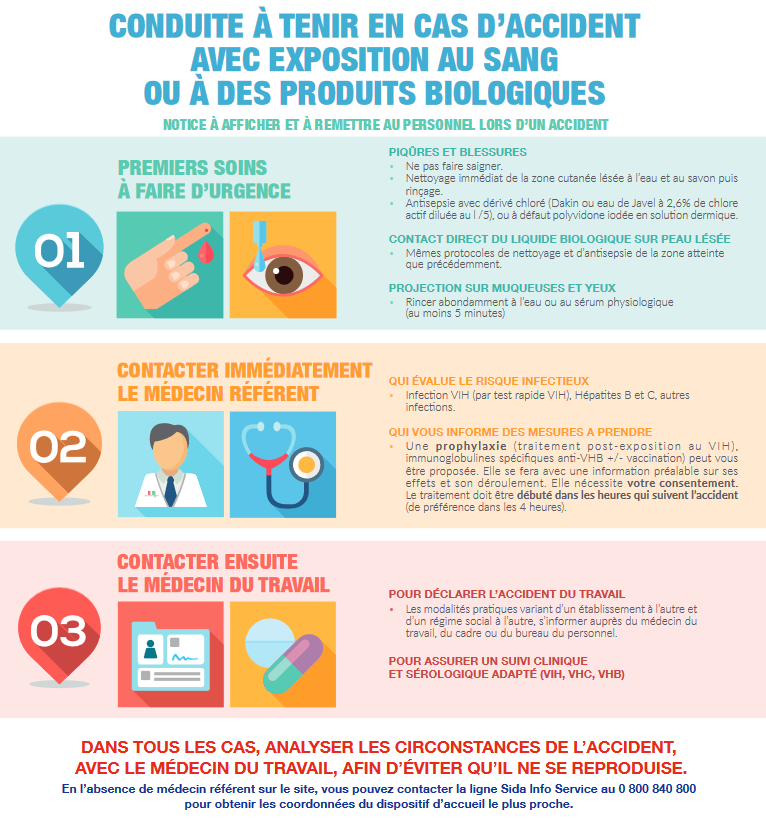 CONDUITE À TENIR EN CAS D'ACCIDENT
AVEC EXPOSITION AU SANG
OU À DES PRODUITS BIOLOGIQUES
NOTICE À AFFICHER ET À REMETTRE AU PERSONNEL LORS D'UN ACCIDENT
01
PREMIERS SOINS
À FAIRE D'URGENCE
PIQÛRES ET BLESSURES
• Ne pas faire saigner.
• Nettoyage immédiat de la zone cutanée lésée à l'eau et au savon puis
rinçage.
• Antisepsie avec dérivé chloré (Dakin ou eau de Javel à 2,6% de chlore
actif diluée au l /5), ou à défaut polyvidone iodée en solution dermique.
CONTACT DIRECT DU LIQUIDE BIOLOGIQUE SUR PEAU LÉSÉE
• Mêmes protocoles de nettoyage et d'antisepsie de la zone atteinte
que précédemment.
PROJECTION SUR MUQUEUSES ET YEUX
• Rincer abondamment à l'eau ou au sérum physiologique
(au moins 5 minutes)
02
CONTACTER IMMÉDIATEMENT
LE MÉDECIN RÉFÉRENT
QUI ÉVALUE LE RISQUE INFECTIEUX
• Infection VIH (par test rapide VIH), Hépatites B et C, autres
infections.
QUI VOUS INFORME DES MESURES A PRENDRE
• Une prophylaxie (traitement post-exposition au VIH),
immunoglobulines spécifiques anti-VHB +/- vaccination) peut vous
être proposée. Elle se fera avec une information préalable sur ses
effets et son déroulement. Elle nécessite votre consentement.
Le traitement doit être débuté dans les heures qui suivent l'accident
(de préférence dans les 4 heures).
03
CONTACTER ENSUITE
LE MÉDECIN DU TRAVAIL
POUR DÉCLARER L'ACCIDENT DU TRAVAIL
• Les modalités pratiques variant d'un établissement à l'autre et
d'un régime social à l'autre, s'informer auprès du médecin du
travail, du cadre ou du bureau du personnel.
POUR ASSURER UN SUIVI CLINIQUE
ET SÉROLOGIQUE ADAPTÉ (VIH, VHC, VHB)
DANS TOUS LES CAS, ANALYSER LES CIRCONSTANCES DE L'ACCIDENT,
AVEC LE MÉDECIN DU TRAVAIL, AFIN D'ÉVITER QU'IL NE SE REPRODUISE.
En l'absence de médecin référent sur le site, vous pouvez contacter la ligne Sida Info Service au 0 800 840 800
pour obtenir les coordonnées du dispositif d'accueil le plus proche.